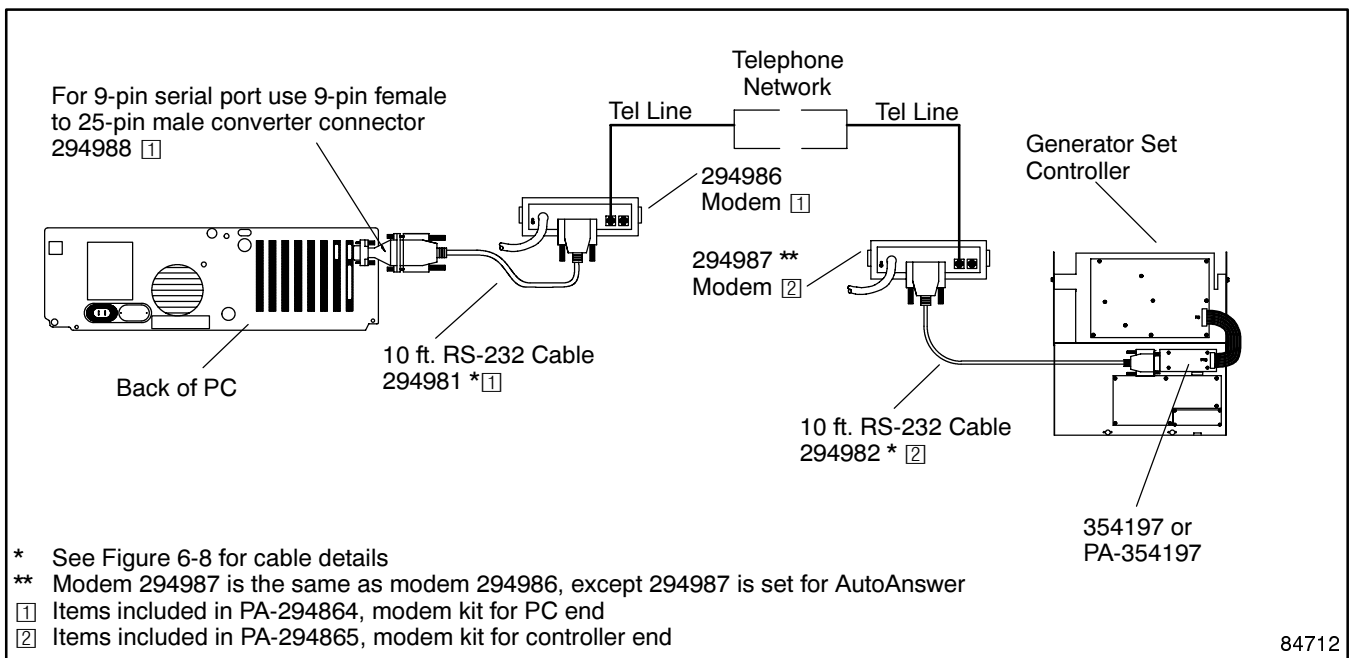 For 9-pin serial port use 9-pin female
to 25-pin male converter connector
294988 [1]
Telephone
Network
Tel Line
Tel Line
294986
Modem [1]
Generator Set
Controller
294987 **
Modem [2]
10 ft. RS-232 Cable
294981 * [1]
Back of PC
10 ft. RS-232 Cable
294982 * [2]
354197 or
PA-354197
* See Figure 6-8 for cable details
** Modem 294987 is the same as modem 294986, except 294987 is set for AutoAnswer
[1] Items included in PA-294864, modem kit for PC end
[2] Items included in PA-294865, modem kit for controller end
84712